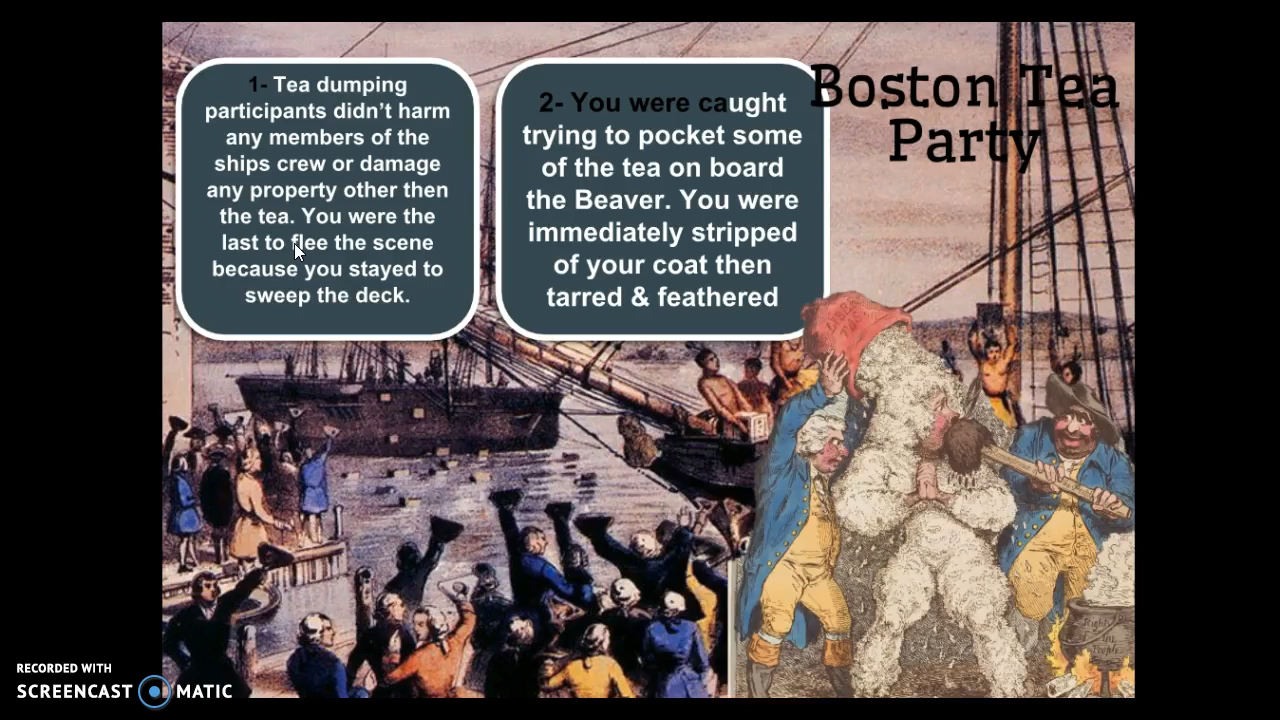 1- Tea dumping
participants didn’t harm
any members of the
ships crew or damage
any property other then
the tea. You were the
last to flee the scene
because you stayed to
sweep the deck.
2- You were caught
trying to pocket some
of the tea on board
the Beaver. You were
immediately stripped
of your coat then
tarred & feathered
Boston Tea
Party
RECORDED WITH
SCREENCAST MATIC